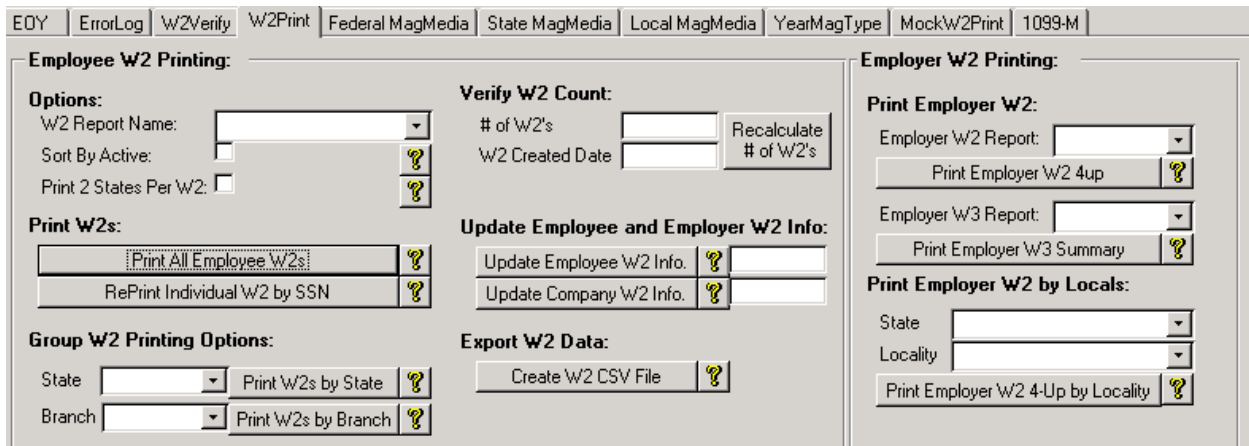 EOY ErrorLog W2Verify W2Print Federal MagMedia State MagMedia Local MagMedia YearMagType MockW2Print 1099-M
Employee W2 Printing:
Options:
W2 Report Name:
Sort By Active:
?
Print 2 States Per W2:
?
Print W2s:
Print All Employee W2s ?
RePrint Individual W2 by SSN ?
Group W2 Printing Options:
State Print W2s by State ?
Branch Print W2s by Branch ?
Verify W2 Count:
# of W2's
W2 Created Date
Recalculate
# of W2's
Update Employee and Employer W2 Info:
Update Employee W2 Info. ?
Update Company W2 Info. ?
Export W2 Data:
Create W2 CSV File ?
Employer W2 Printing:
Print Employer W2:
Employer W2 Report:
Print Employer W2 4up ?
Employer W3 Report:
Print Employer W3 Summary ?
Print Employer W2 by Locals:
State
Locality
Print Employer W2 4-Up by Locality ?